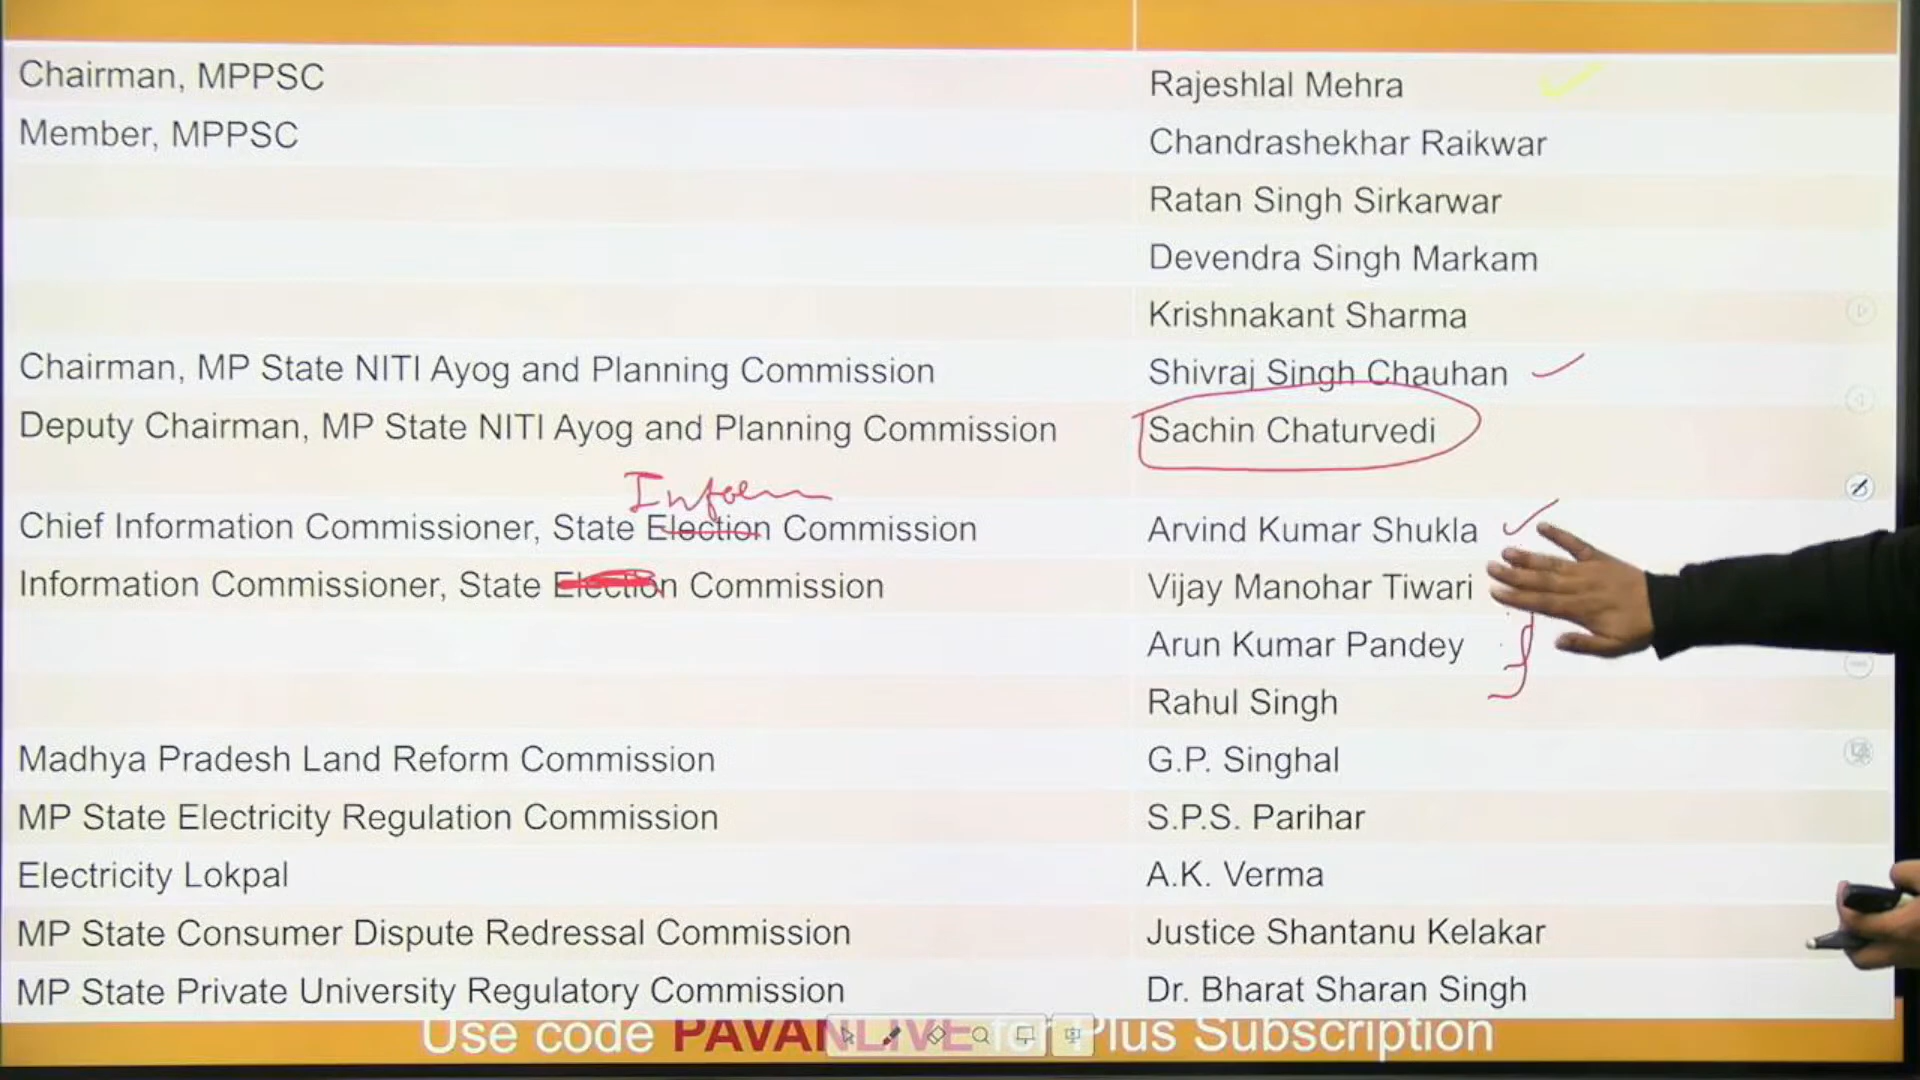 Chairman, MPPSC Rajeshlal Mehra
Member, MPPSC Chandrashekhar Raikwar
Ratan Singh Sirkarwar
Devendra Singh Markam
Krishnakant Sharma
Chairman, MP State NITI Ayog and Planning Commission Shivraj Singh Chauhan
Deputy Chairman, MP State NITI Ayog and Planning Commission Sachin Chaturvedi
Inform
Chief Information Commissioner, State Election Commission Arvind Kumar Shukla
Information Commissioner, State Election Commission Vijay Manohar Tiwari
Arun Kumar Pandey
Rahul Singh
Madhya Pradesh Land Reform Commission G.P. Singhal
MP State Electricity Regulation Commission S.P.S. Parihar
Electricity Lokpal A.K. Verma
MP State Consumer Dispute Redressal Commission Justice Shantanu Kelakar
MP State Private University Regulatory Commission Dr. Bharat Sharan Singh
Use code PAVANLIVE for Plus Subscription